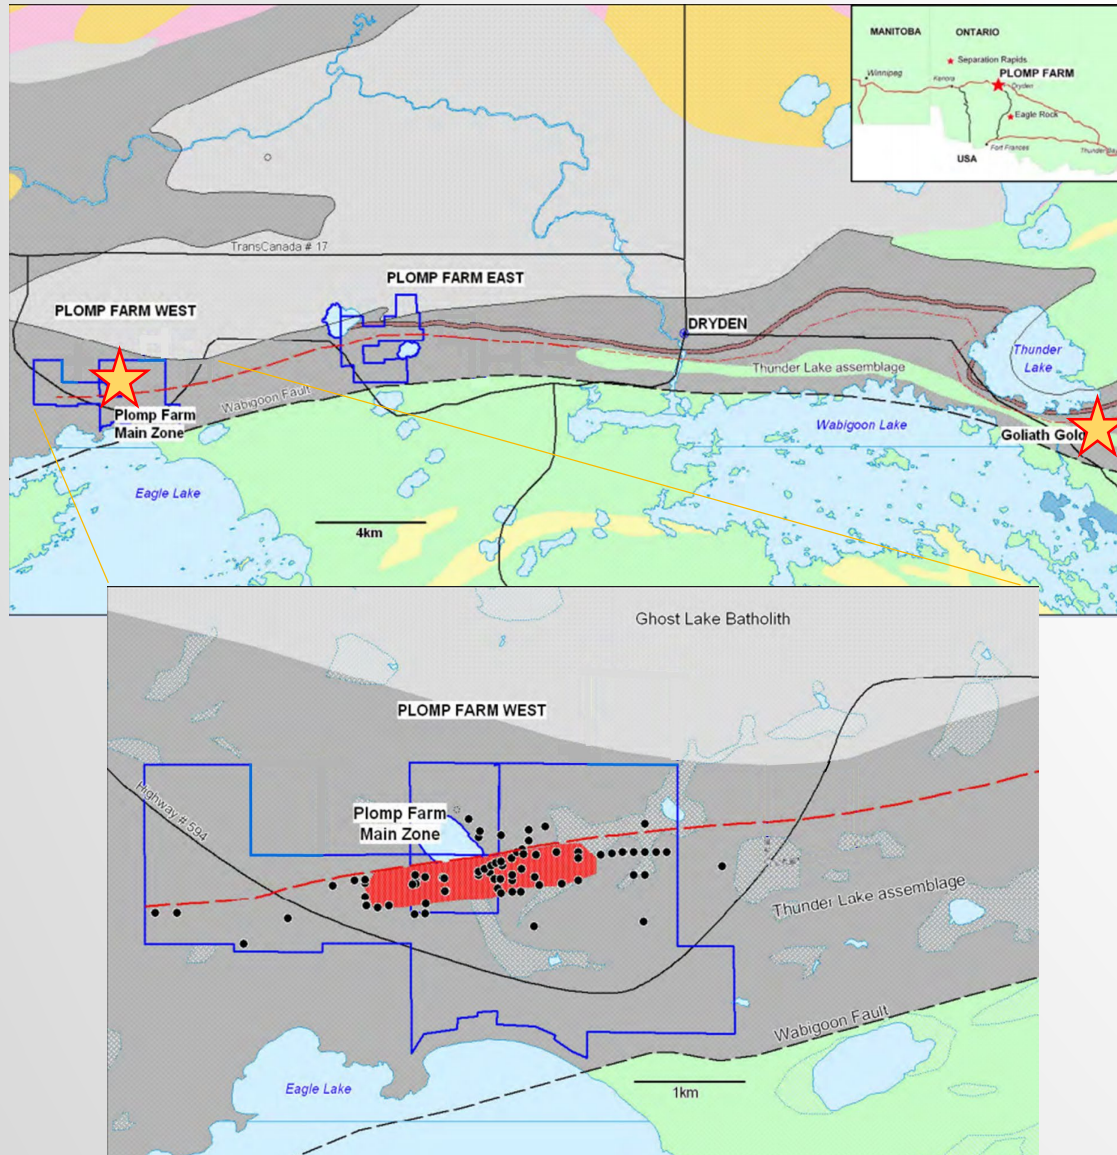 MANITOBA
ONTARIO
Separation Rapids
Winnipeg
Kenora
PLOMP FARM
Dryden
Eagle Rock
Fort Frances
USA
TransCanada # 17
PLOMP FARM EAST
PLOMP FARM WEST
DRYDEN
Thunder
Lake
Thunder Lake assemblage
Wabigoon Fault
Plomp Farm
Main Zone
Wabigoon Lake
Goliath Gold
Eagle Lake
4km
Ghost Lake Batholith
PLOMP FARM WEST
Highway # 594
Plomp Farm
Main Zone
Thunder Lake assemblage
Wabigoon Fault
Eagle Lake
1km